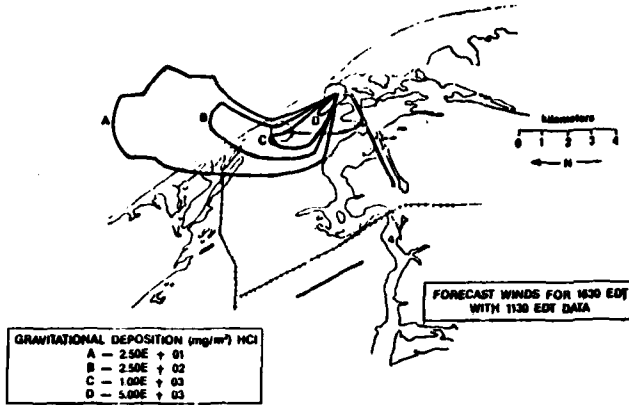 A
B
C
D
kilometers
0 1 2 3 4
N
FORECAST WINDS FOR 1630 EDT
WITH 1130 EDT DATA
GRAVITATIONAL DEPOSITION (mg/m²) HCl
A — 2.50E + 01
B — 2.50E + 02
C — 1.00E + 03
D — 5.00E + 03